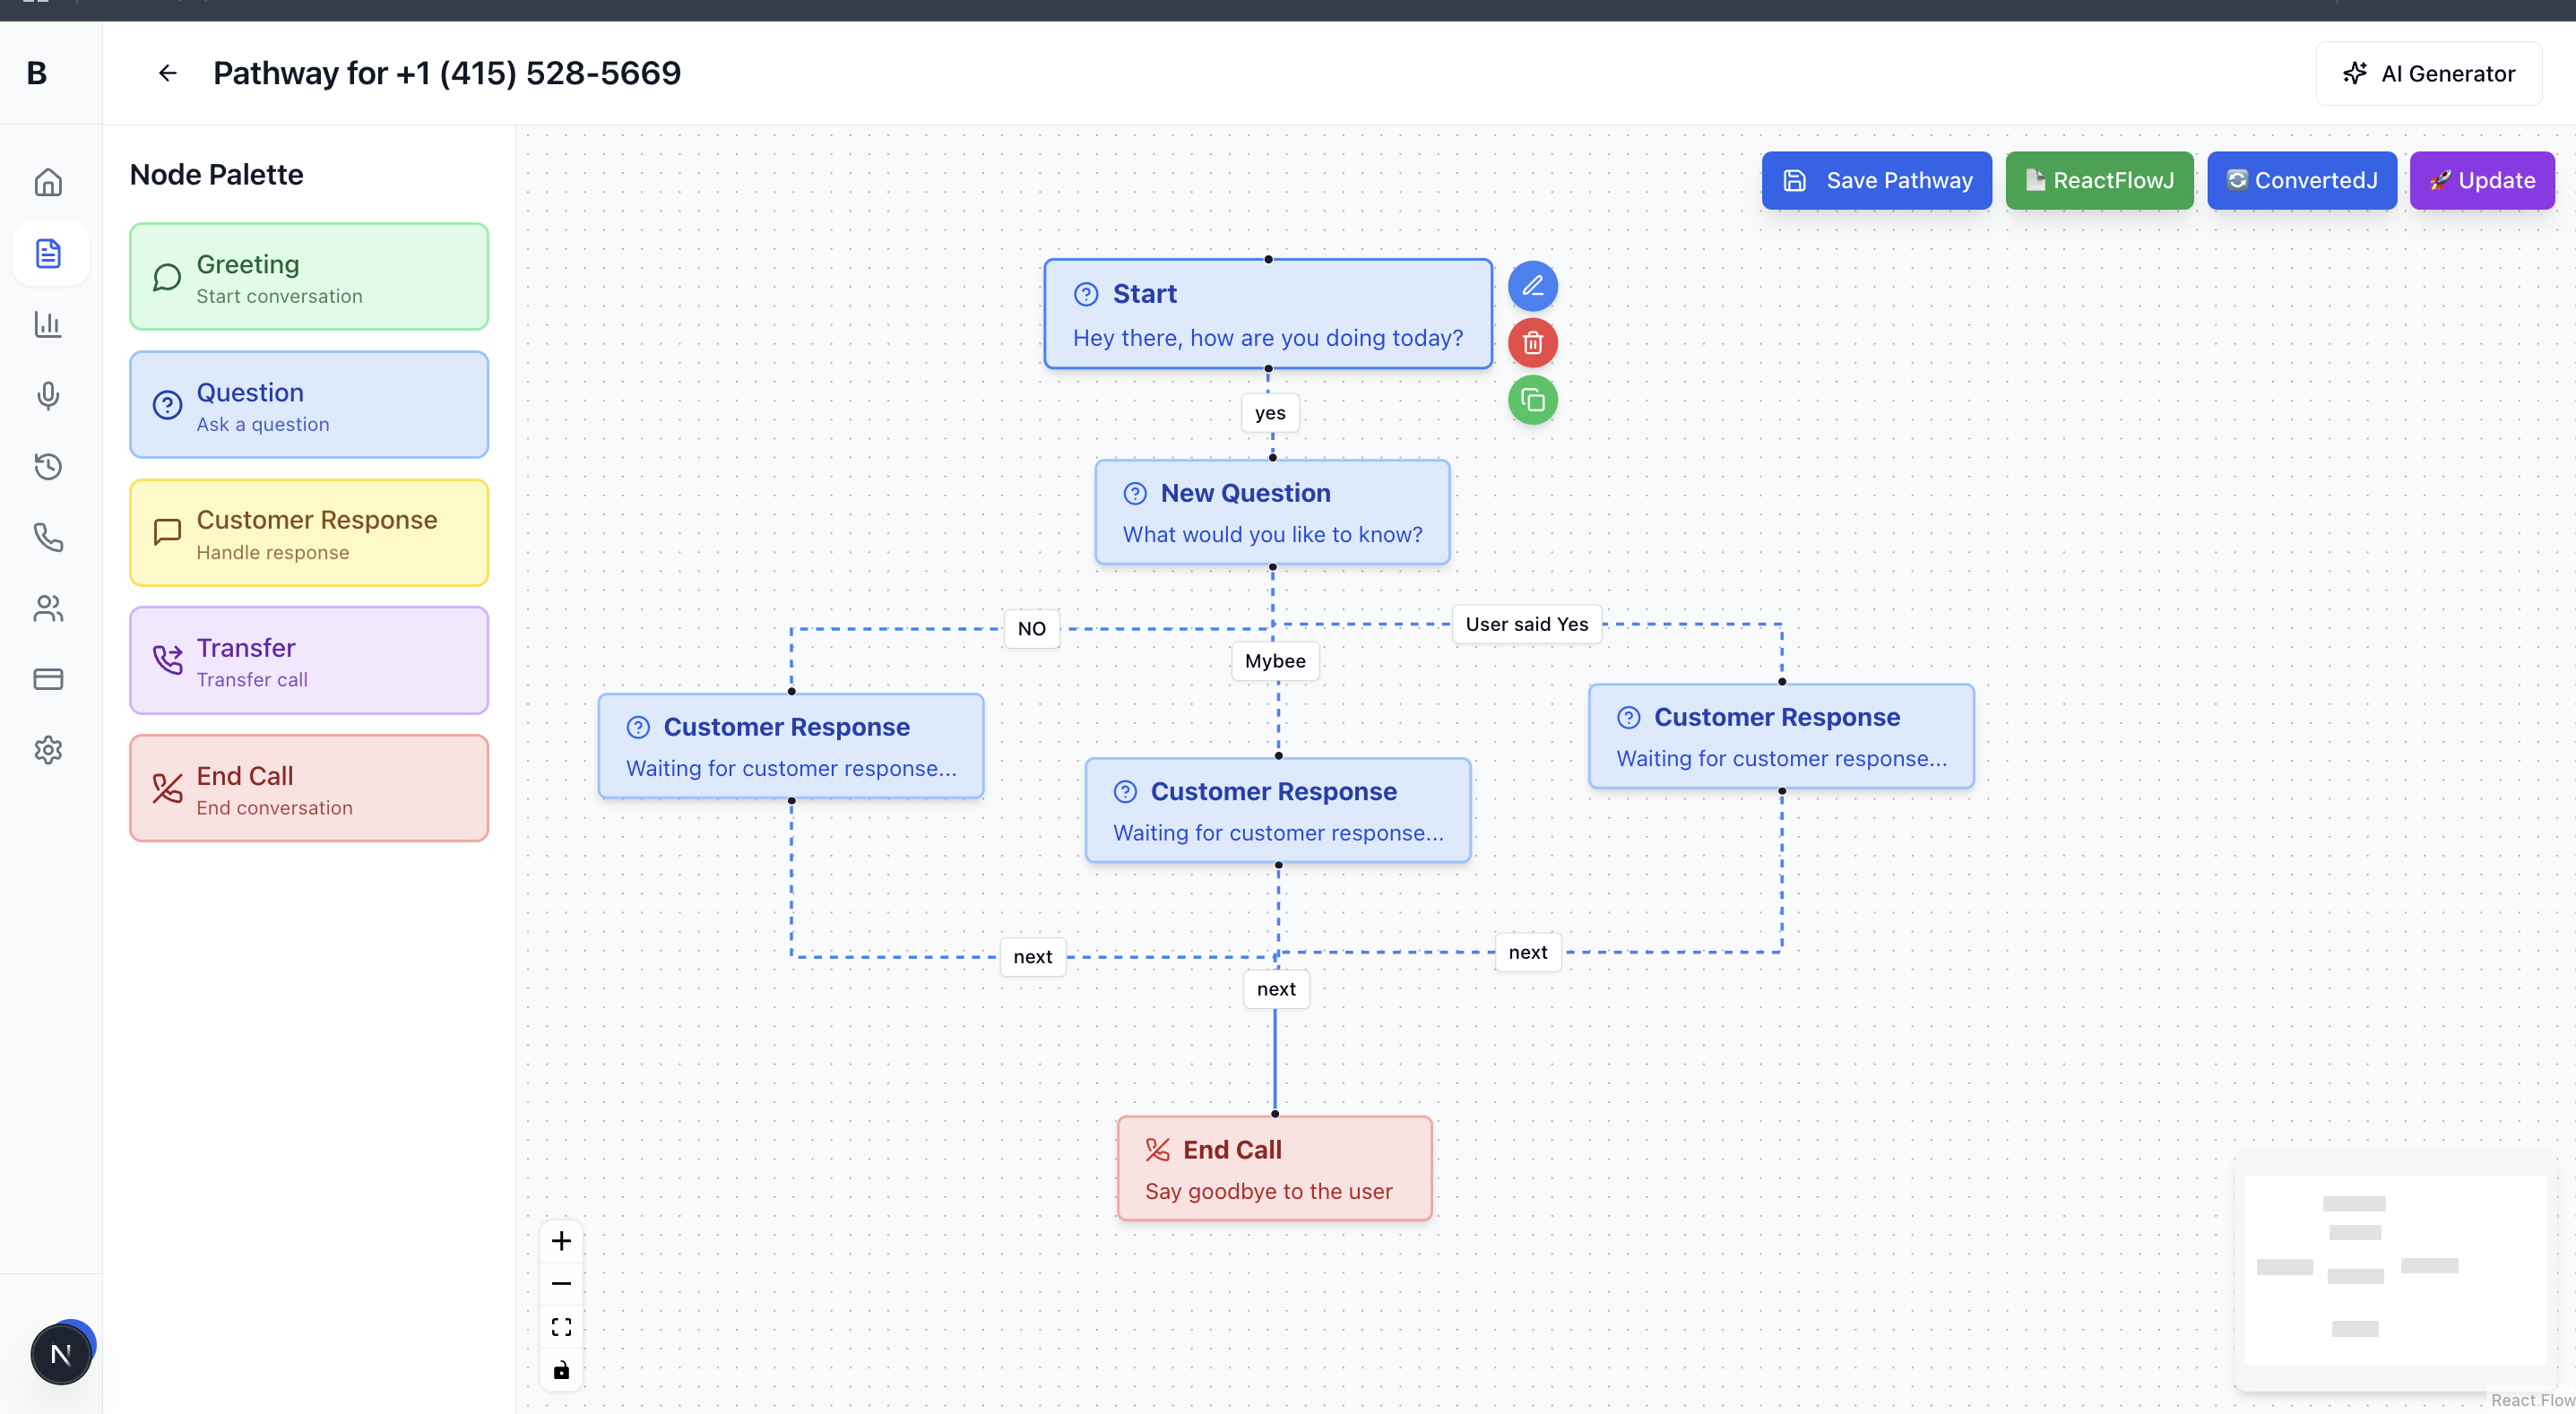 B
Pathway for +1 (415) 528-5669
AI Generator
Node Palette
Greeting
Start conversation
Question
Ask a question
Customer Response
Handle response
Transfer
Transfer call
End Call
End conversation
Save Pathway
ReactFlowJ
ConvertedJ
Update
Start
Hey there, how are you doing today?
yes
New Question
What would you like to know?
NO
User said Yes
Mybee
Customer Response
Waiting for customer response...
Customer Response
Waiting for customer response...
Customer Response
Waiting for customer response...
next
next
next
End Call
Say goodbye to the user
N
React Flow